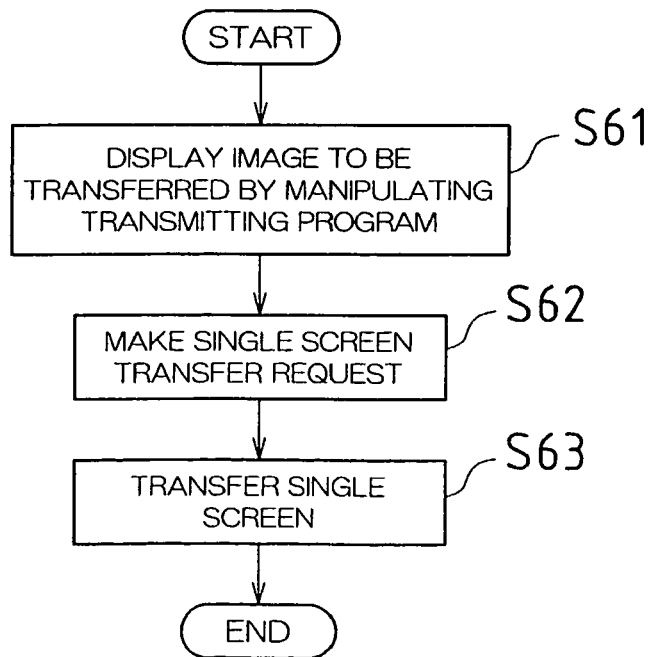 START
S61
DISPLAY IMAGE TO BE
TRANSFERRED BY MANIPULATING
TRANSMITTING PROGRAM
S62
MAKE SINGLE SCREEN
TRANSFER REQUEST
S63
TRANSFER SINGLE
SCREEN
END